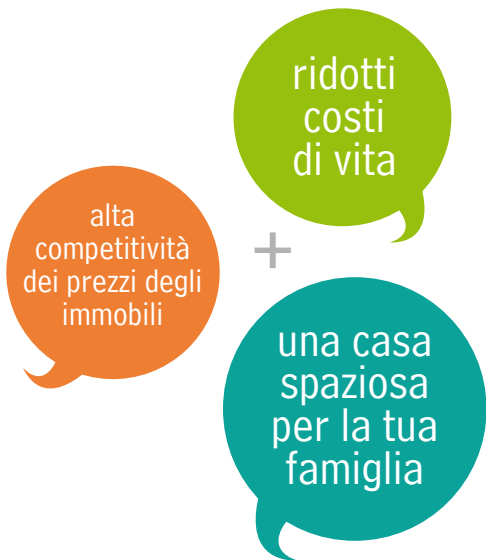 ridotti
costi
di vita
alta
competitività
dei prezzi degli
immobili
+
una casa
spaziosa
per la tua
famiglia